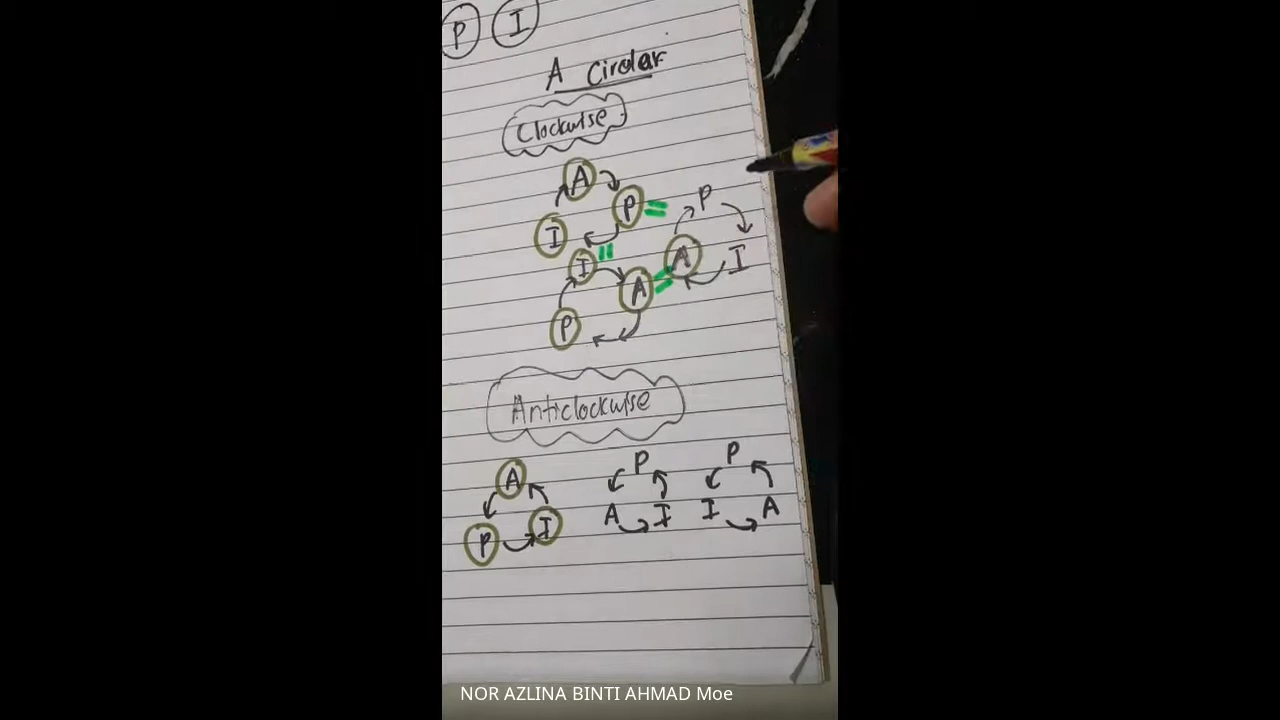 P I
A Circular
Clockwise
A
P = P
I
I = A = A I
P
Anticlockwise
A P P
P I A I I A
NOR AZLINA BINTI AHMAD Moe